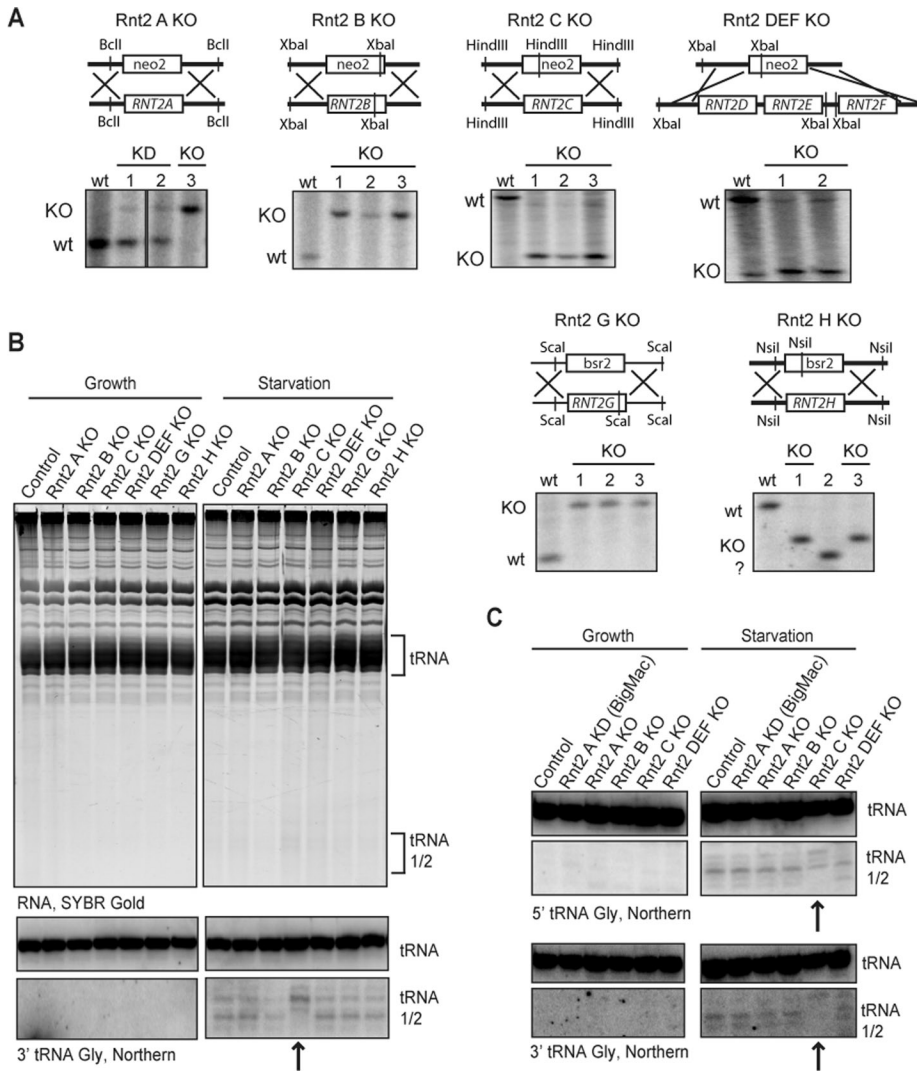 A
Rnt2 A KO
BclI
BclI
neo2
RNT2A
BclI
BclI
KD
KO
wt
1
2
3
KO
wt
Rnt2 B KO
XbaI
XbaI
neo2
RNT2B
XbaI
XbaI
KO
wt
1
2
3
KO
wt
Rnt2 C KO
HindIII
HindIII
HindIII
neo2
RNT2C
HindIII
HindIII
KO
wt
1
2
3
wt
KO
Rnt2 DEF KO
XbaI
XbaI
neo2
RNT2D
RNT2E
RNT2F
XbaI
XbaI
XbaI
KO
wt
1
2
wt
KO
Rnt2 G KO
ScaI
ScaI
bsr2
RNT2G
ScaI
ScaI
ScaI
KO
wt
1
2
3
KO
wt
Rnt2 H KO
NsiI
NsiI
NsiI
bsr2
RNT2H
NsiI
NsiI
KO
KO
wt
1
2
3
wt
KO
?
B
Growth
Starvation
Control
Rnt2 A KO
Rnt2 B KO
Rnt2 C KO
Rnt2 DEF KO
Rnt2 G KO
Rnt2 H KO
Control
Rnt2 A KO
Rnt2 B KO
Rnt2 C KO
Rnt2 DEF KO
Rnt2 G KO
Rnt2 H KO
tRNA
tRNA
1/2
RNA, SYBR Gold
tRNA
tRNA
1/2
3' tRNA Gly, Northern
C
Growth
Starvation
Control
Rnt2 A KD (BigMac)
Rnt2 A KO
Rnt2 B KO
Rnt2 C KO
Rnt2 DEF KO
Control
Rnt2 A KD (BigMac)
Rnt2 A KO
Rnt2 B KO
Rnt2 C KO
Rnt2 DEF KO
tRNA
tRNA
1/2
5' tRNA Gly, Northern
tRNA
tRNA
1/2
3' tRNA Gly, Northern